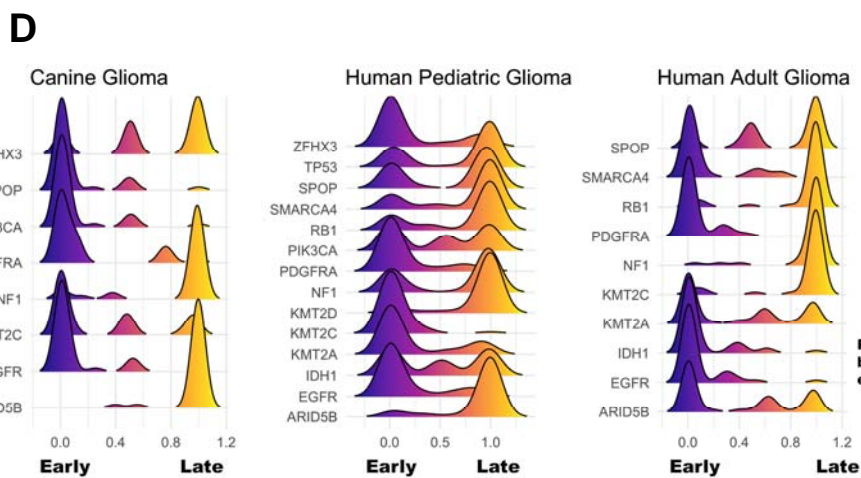 D
Canine Glioma
HX3
POP
3CA
FRA
NF1
T2C
GFR
D5B
0.0 0.4 0.8 1.2
Early Late
Human Pediatric Glioma
ZFHX3
TP53
SPOP
SMARCA4
RB1
PIK3CA
PDGFRA
NF1
KMT2D
KMT2C
KMT2A
IDH1
EGFR
ARID5B
0.0 0.5 1.0
Early Late
Human Adult Glioma
SPOP
SMARCA4
RB1
PDGFRA
NF1
KMT2C
KMT2A
IDH1
EGFR
ARID5B
0.0 0.4 0.8 1.2
Early Late